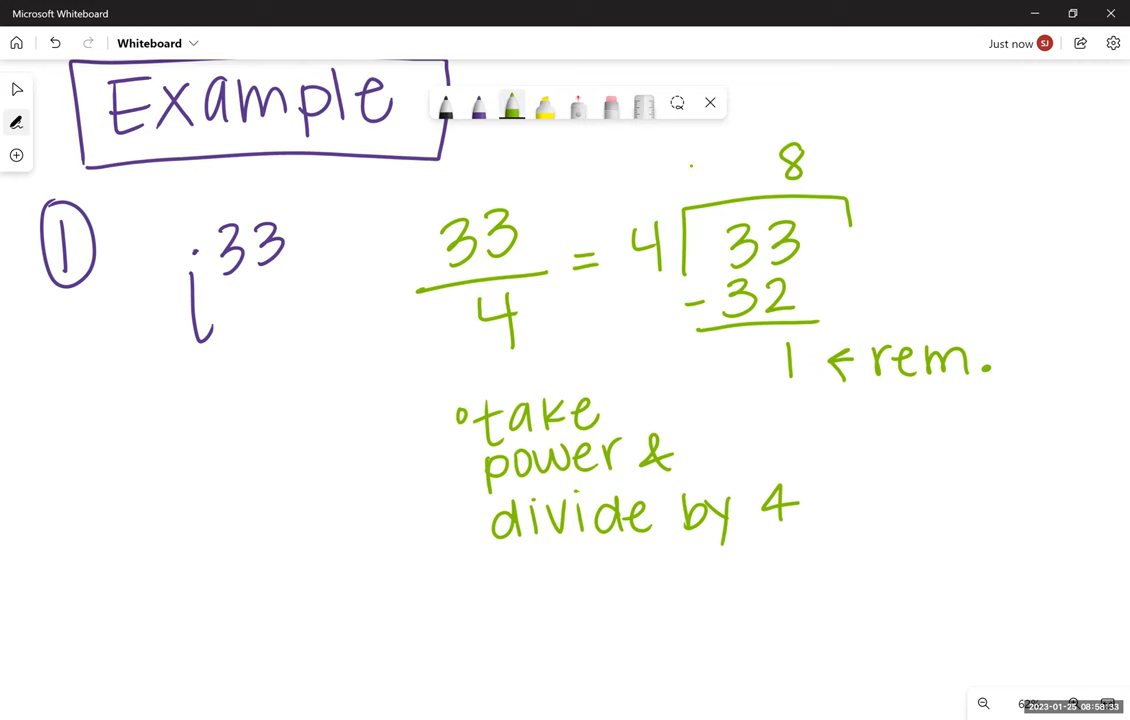 Microsoft Whiteboard
Whiteboard
Just now SJ
Example
1
i^33
33
4
=
8
4 33
-32
1 ← rem.
take
power &
divide by 4
2023-01-25 08:58:33